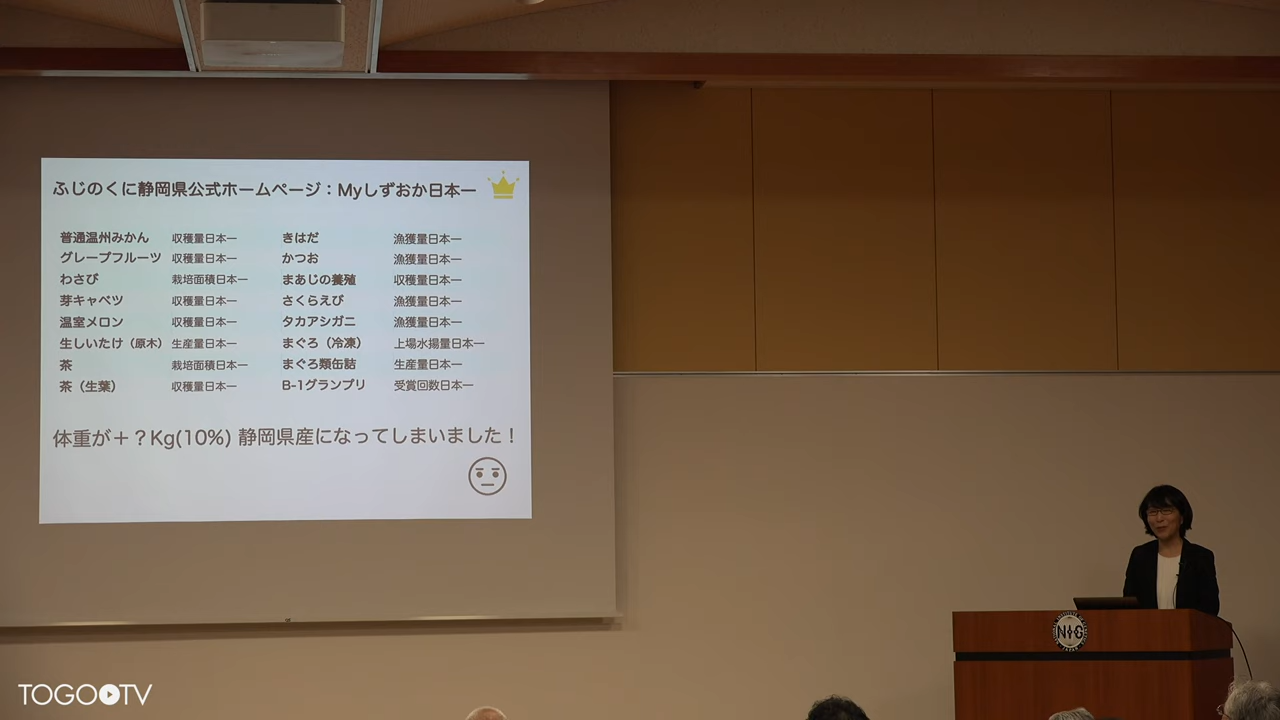 ふじのくに静岡県公式ホームページ：Myしずおか日本一
普通温州みかん 収穫量日本一 きはだ 漁獲量日本一
グレープフルーツ 収穫量日本一 かつお 漁獲量日本一
わさび 栽培面積日本一 まあじの養殖 収穫量日本一
芽キャベツ 収穫量日本一 さくらえび 漁獲量日本一
温室メロン 収穫量日本一 タカアシガニ 漁獲量日本一
生しいたけ（原木） 生産量日本一 まぐろ（冷凍） 上場水揚量日本一
茶 栽培面積日本一 まぐろ類缶詰 生産量日本一
茶（生葉） 収穫量日本一 B-1グランプリ 受賞回数日本一
体重が＋？Kg(10%) 静岡県産になってしまいました！
NIG
TOGO TV